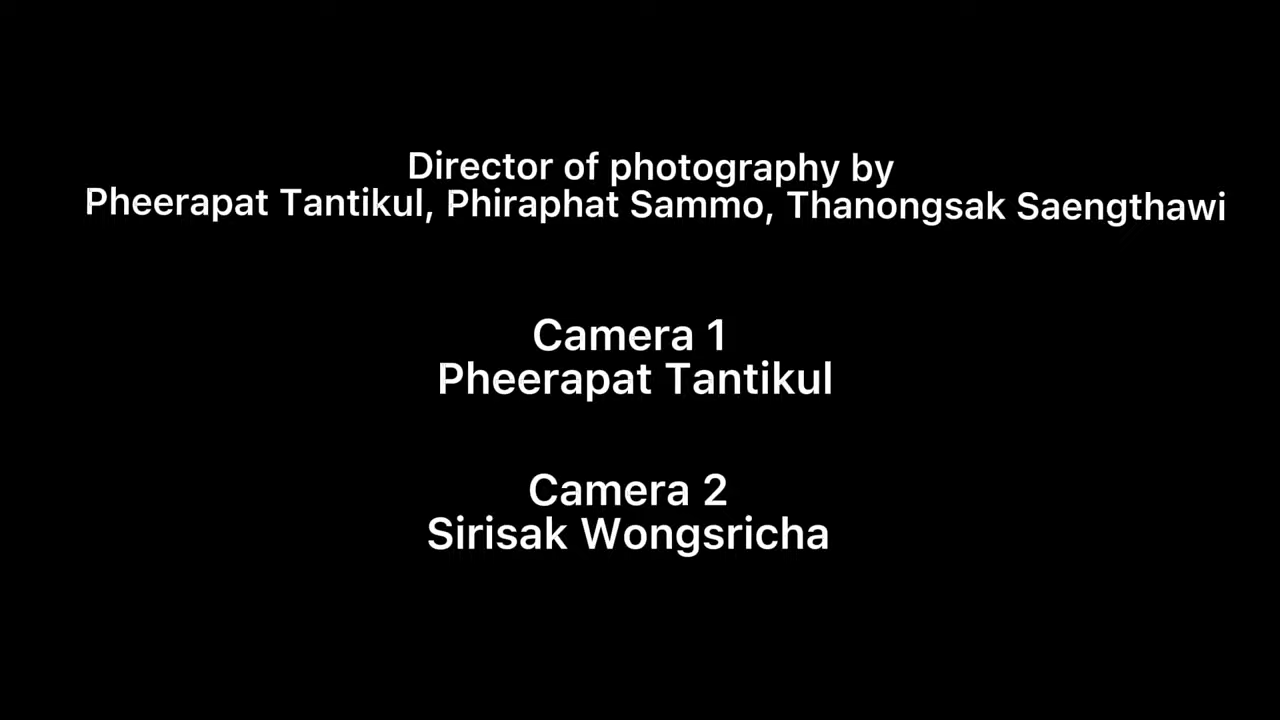 Director of photography by
Pheerapat Tantikul, Phiraphat Sammo, Thanongsak Saengthawi
Camera 1
Pheerapat Tantikul
Camera 2
Sirisak Wongsricha